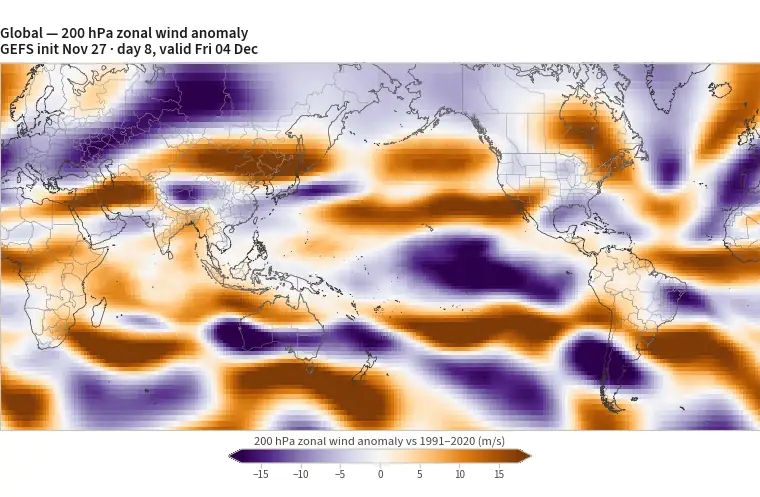 Global — 200 hPa zonal wind anomaly
GEFS init Nov 27 · day 8, valid Fri 04 Dec
200 hPa zonal wind anomaly vs 1991–2020 (m/s)
−15 −10 −5 0 5 10 15